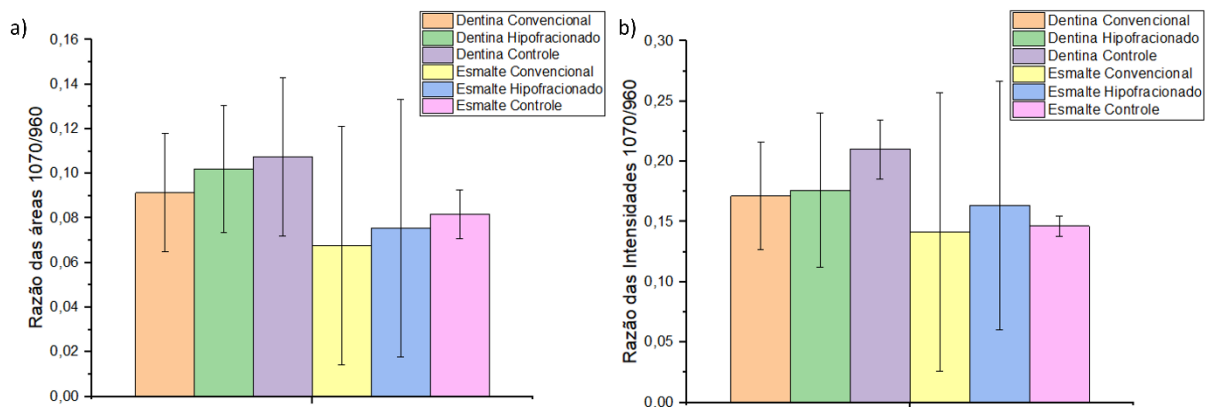 a)
Razão das áreas 1070/960
0,16
0,14
0,12
0,10
0,08
0,06
0,04
0,02
0,00
Dentina Convencional
Dentina Hipofracionado
Dentina Controle
Esmalte Convencional
Esmalte Hipofracionado
Esmalte Controle
b)
Razão das Intensidades 1070/960
0,30
0,25
0,20
0,15
0,10
0,05
0,00
Dentina Convencional
Dentina Hipofracionado
Dentina Controle
Esmalte Convencional
Esmalte Hipofracionado
Esmalte Controle